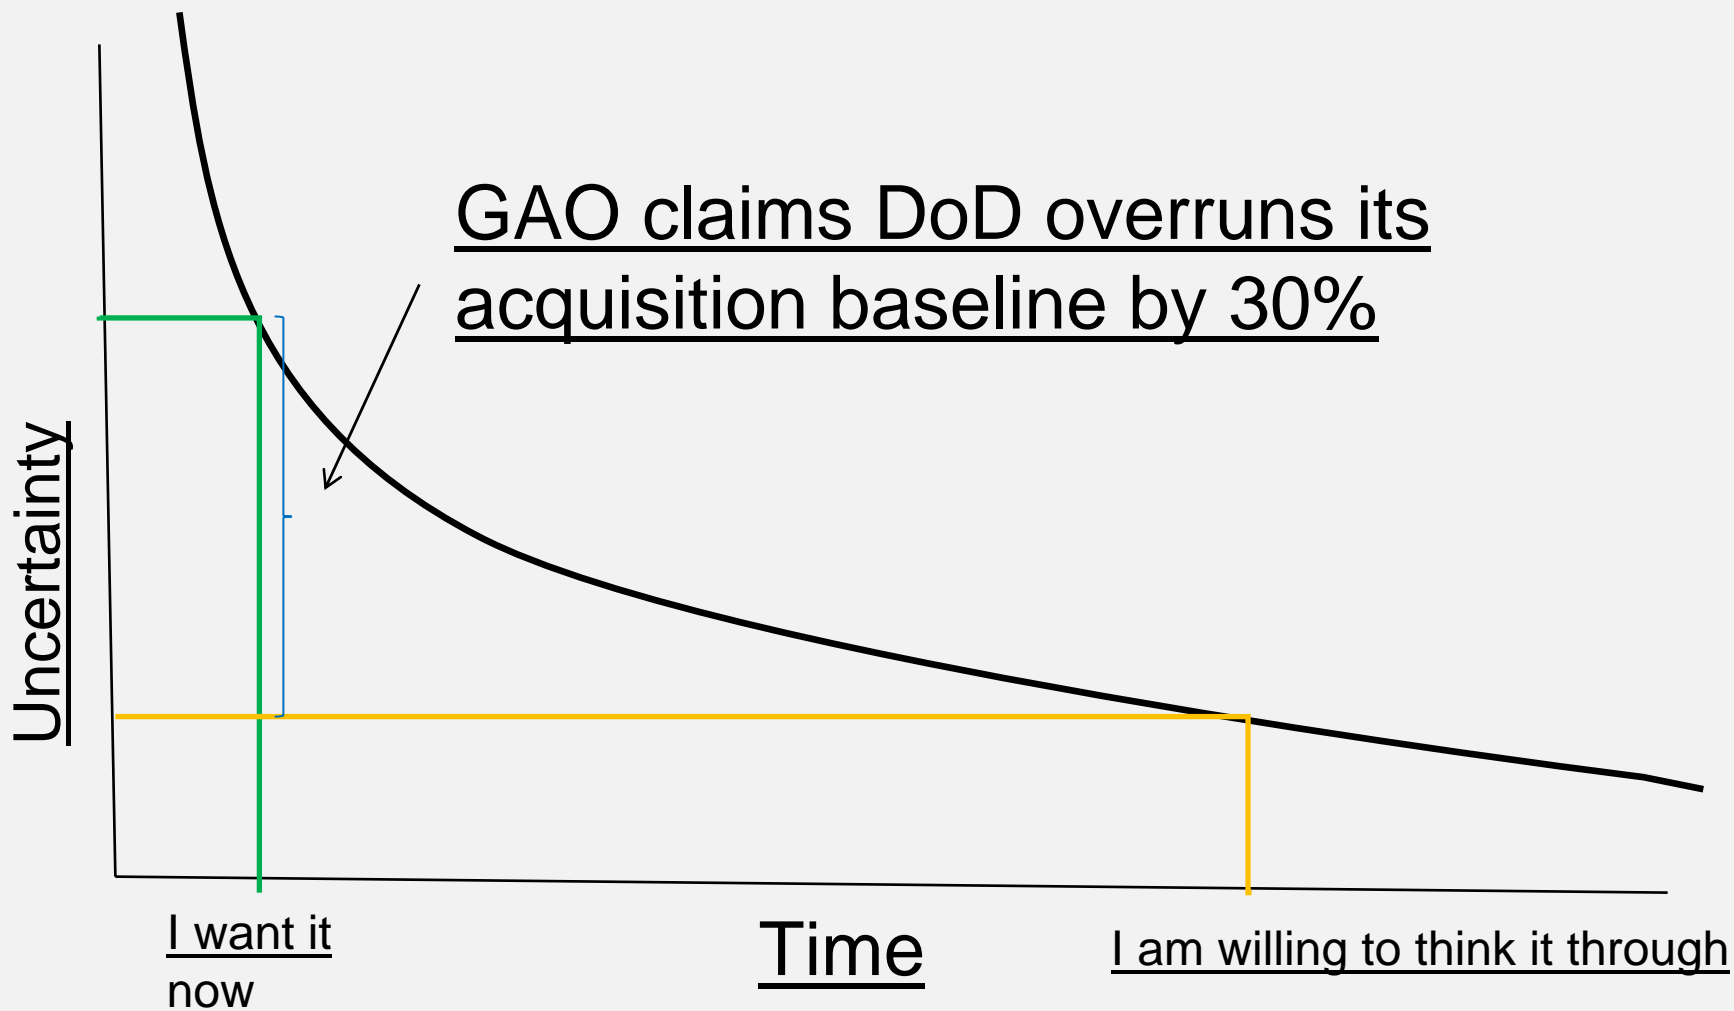 GAO claims DoD overruns its
acquisition baseline by 30%
Uncertainty
I want it
now
Time
I am willing to think it through